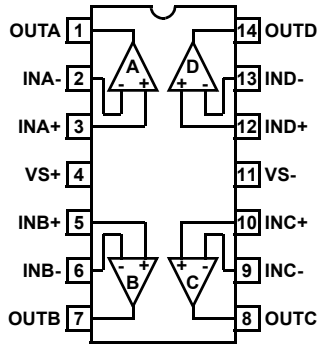 OUTA 1 14 OUTD
A D
INA- 2 13 IND-
- + + -
INA+ 3 12 IND+
VS+ 4 11 VS-
INB+ 5 10 INC+
- + + -
INB- 6 9 INC-
B C
OUTB 7 8 OUTC